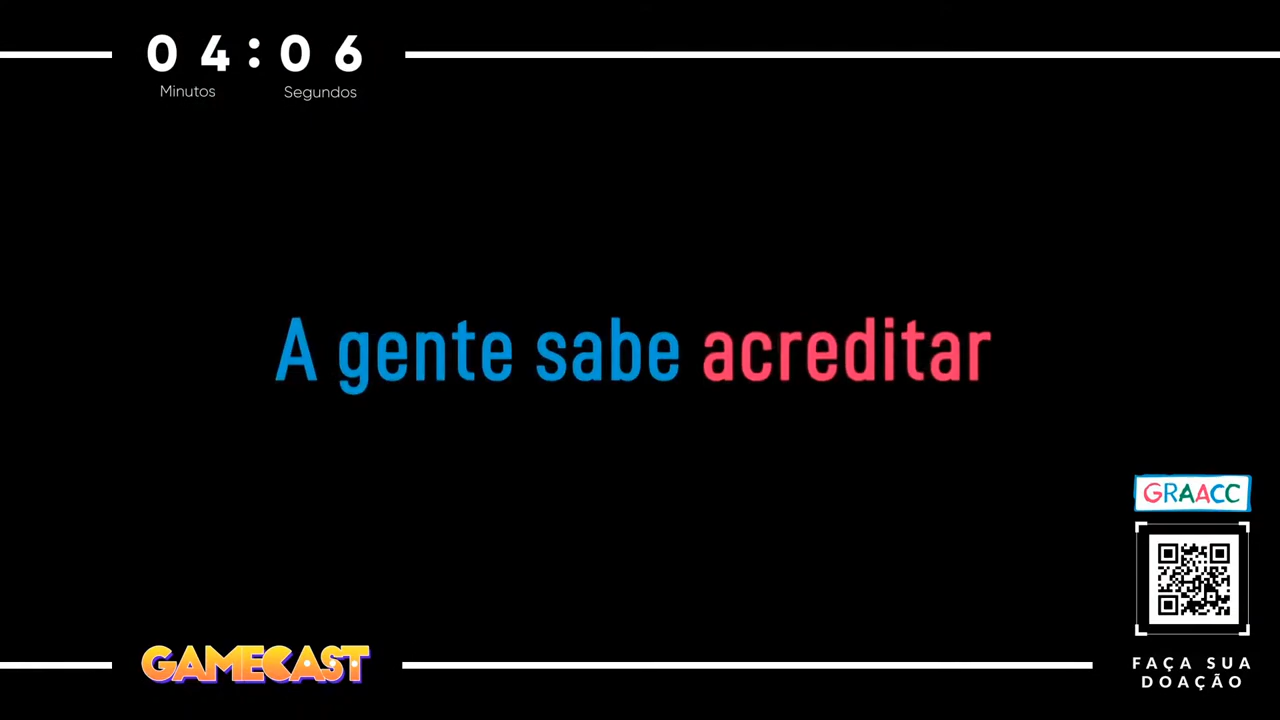 04:06
Minutos Segundos
A gente sabe acreditar
GRAACC
GAMECAST
FAÇA SUA
DOAÇÃO